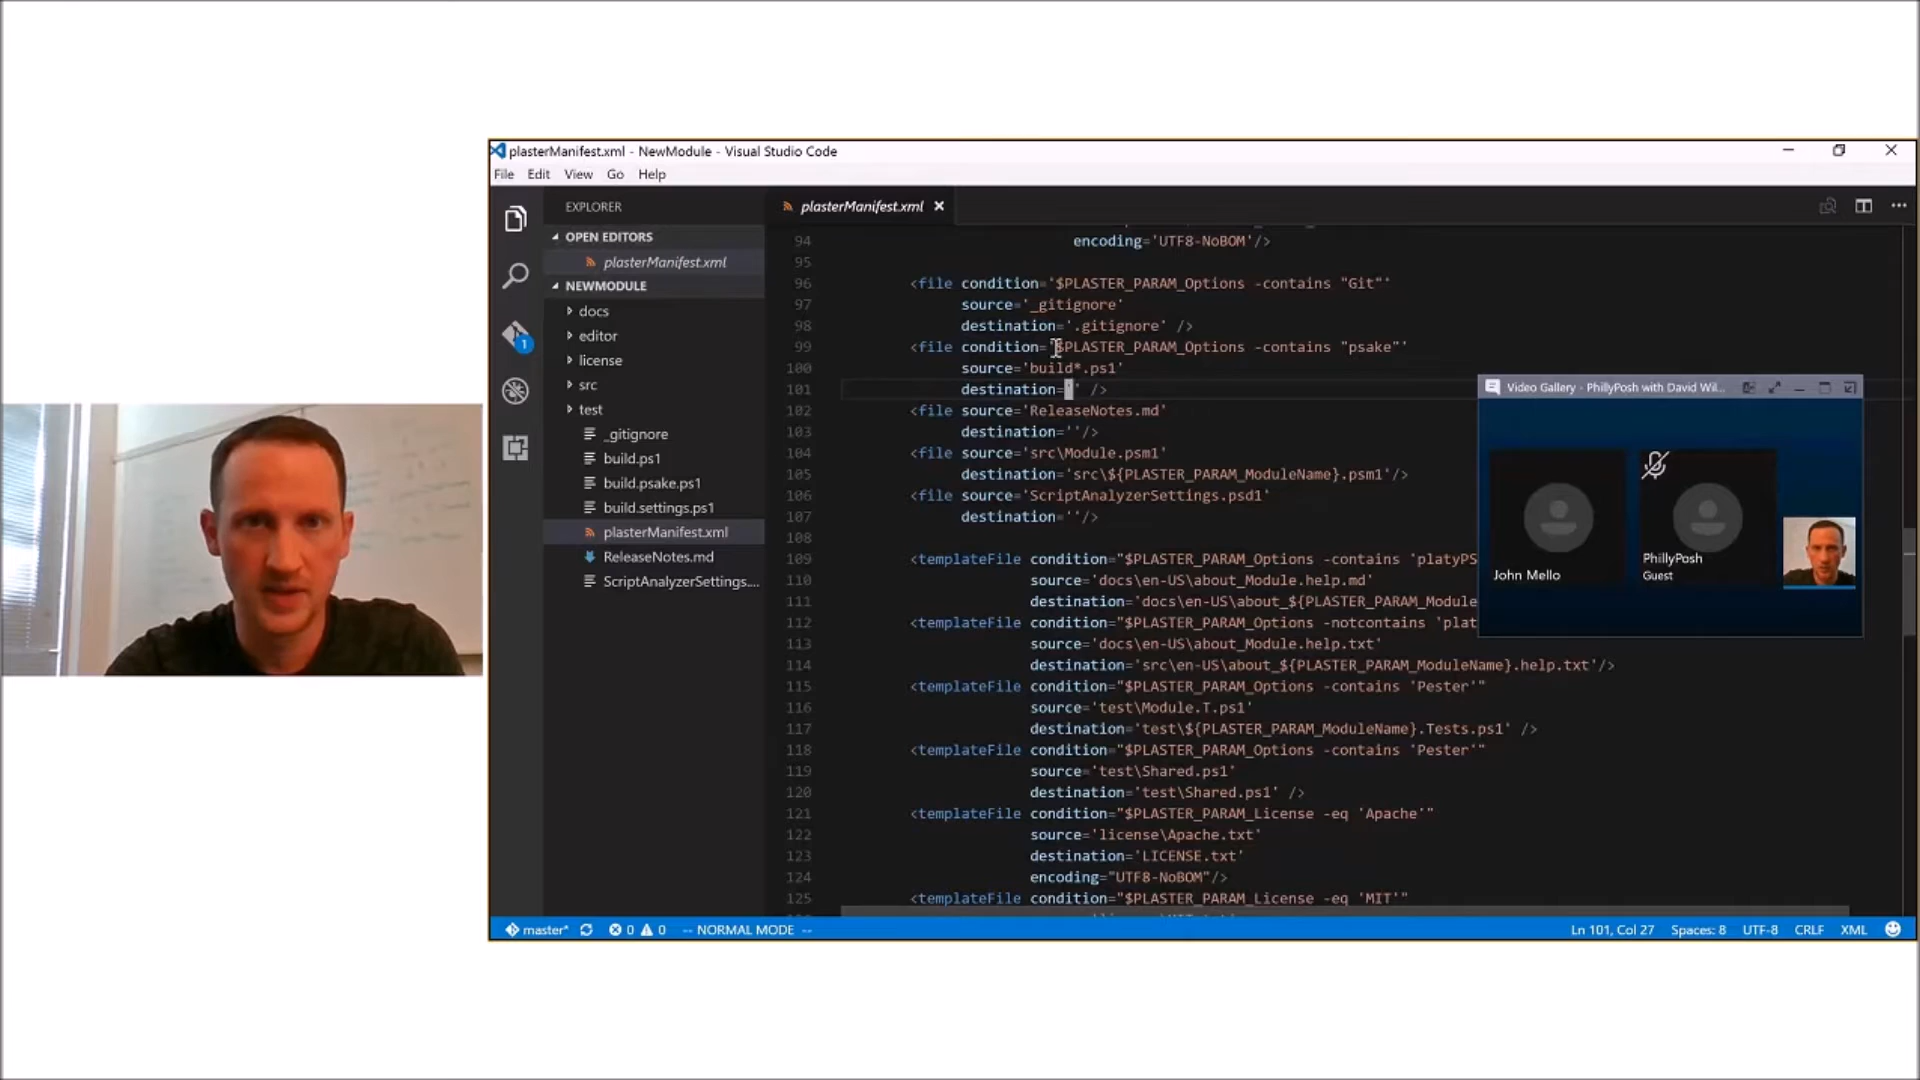 plasterManifest.xml - NewModule - Visual Studio Code
File Edit View Go Help
EXPLORER
OPEN EDITORS
plasterManifest.xml
NEWMODULE
docs
editor
license
src
test
_gitignore
build.ps1
build.psake.ps1
build.settings.ps1
plasterManifest.xml
ReleaseNotes.md
ScriptAnalyzerSettings....
1
plasterManifest.xml
94 encoding='UTF8-NoBOM'/>
95
96 <file condition='$PLASTER_PARAM_Options -contains "Git"'
97 source='_gitignore'
98 destination='.gitignore' />
99 <file condition='$PLASTER_PARAM_Options -contains "psake"'
100 source='build*.ps1'
101 destination='' />
102 <file source='ReleaseNotes.md'
103 destination=''/>
104 <file source='src\Module.psm1'
105 destination='src\${PLASTER_PARAM_ModuleName}.psm1'/>
106 <file source='ScriptAnalyzerSettings.psd1'
107 destination=''/>
108
109 <templateFile condition="$PLASTER_PARAM_Options -contains 'platyPS
110 source='docs\en-US\about_Module.help.md'
111 destination='docs\en-US\about_${PLASTER_PARAM_Module
112 <templateFile condition="$PLASTER_PARAM_Options -notcontains 'plat
113 source='docs\en-US\about_Module.help.txt'
114 destination='src\en-US\about_${PLASTER_PARAM_ModuleName}.help.txt'/>
115 <templateFile condition="$PLASTER_PARAM_Options -contains 'Pester'"
116 source='test\Module.T.ps1'
117 destination='test\${PLASTER_PARAM_ModuleName}.Tests.ps1' />
118 <templateFile condition="$PLASTER_PARAM_Options -contains 'Pester'"
119 source='test\Shared.ps1'
120 destination='test\Shared.ps1' />
121 <templateFile condition="$PLASTER_PARAM_License -eq 'Apache'"
122 source='license\Apache.txt'
123 destination='LICENSE.txt'
124 encoding="UTF8-NoBOM"/>
125 <templateFile condition="$PLASTER_PARAM_License -eq 'MIT'"
Video Gallery - PhillyPosh with David Wil...
John Mello
PhillyPosh
Guest
master* 0 0 -- NORMAL MODE --
Ln 101, Col 27 Spaces: 8 UTF-8 CRLF XML